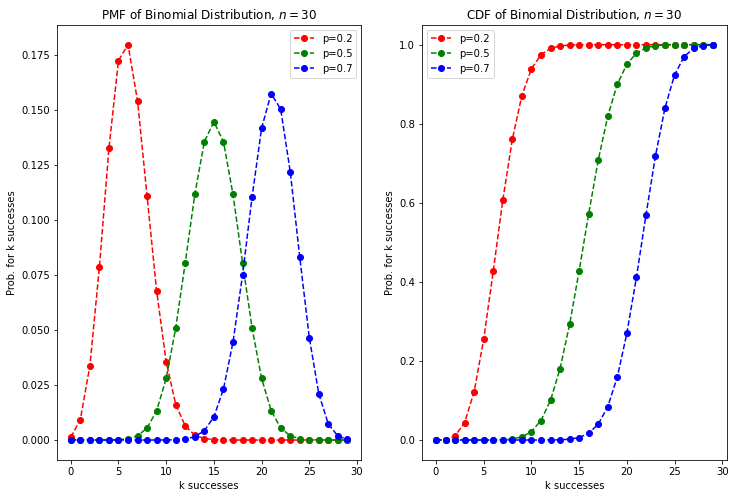 PMF of Binomial Distribution, n = 30
p=0.2
p=0.5
p=0.7
Prob. for k successes
0.175
0.150
0.125
0.100
0.075
0.050
0.025
0.000
0 5 10 15 20 25 30
k successes
CDF of Binomial Distribution, n = 30
p=0.2
p=0.5
p=0.7
Prob. for k successes
1.0
0.8
0.6
0.4
0.2
0.0
0 5 10 15 20 25 30
k successes